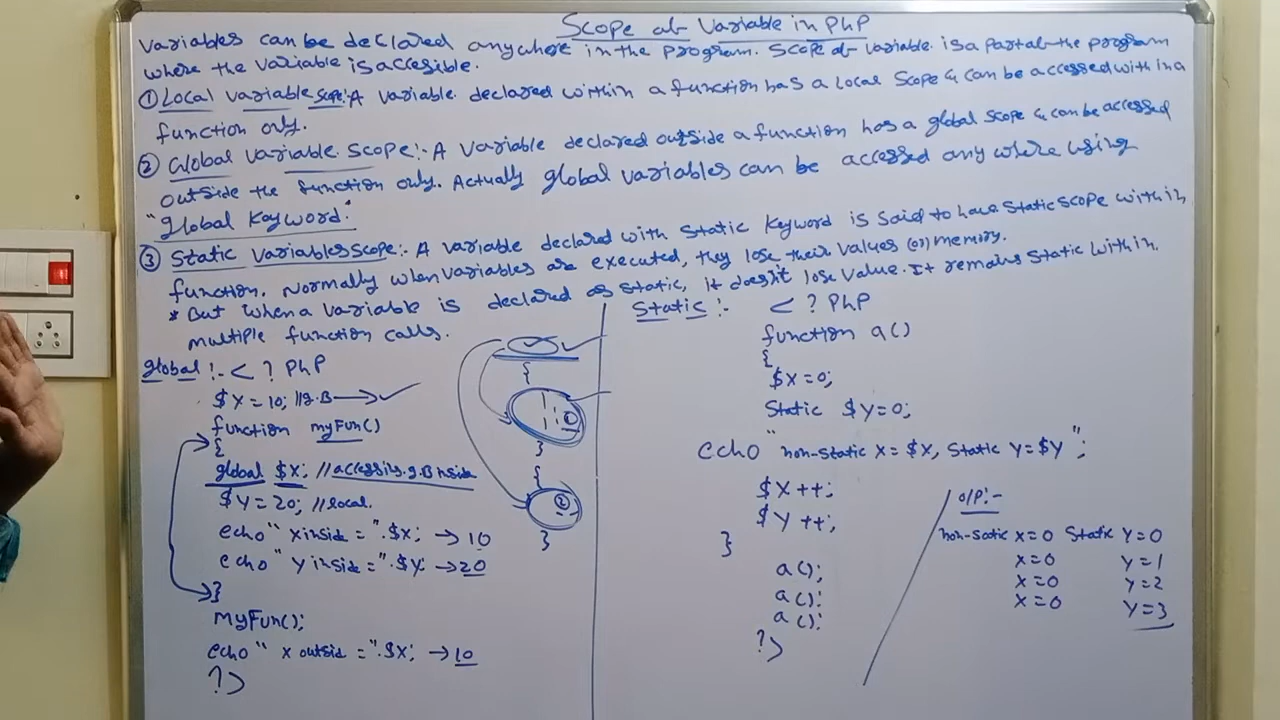 Scope of Variable in PHP
Variables can be declared anywhere in the program. Scope of variable is a part of the program
where the variable is accesible.
① Local variable scope:- A variable declared within a function has a Local Scope & can be accessed with in a
function only.
② Global variable scope:- A variable declared outside a function has a global scope & can be accessed
outside the function only. Actually global variables can be accessed any where using
"global keyword."
③ Static variables scope:- A variable declared with static keyword is said to have static scope within
function. Normally when variables are executed, they lose their values (or) memory.
* But when a variable is declared as static, it doesn't lose value. It remains static within
multiple function calls.
global :- < ? PHP
$x = 10; //g.B
function myFun()
{
global $x; //accessing g.B inside
$y = 20; //local.
echo "x inside = ".$x; → 10
echo "y inside =".$y; → 20
}
myFun();
echo " x outsid = ".$x; → 10
?>
{
①
}
{
②
}
Static :- < ? PHP
function a()
{
$x=0;
Static $y=0;
echo " non-static x = $x, Static y=$y ";
$x++;
$y ++;
}
a();
a();
a();
?>
o/p:-
non-static x=0 Static y=0
x=0 y=1
x=0 y=2
x=0 y=3